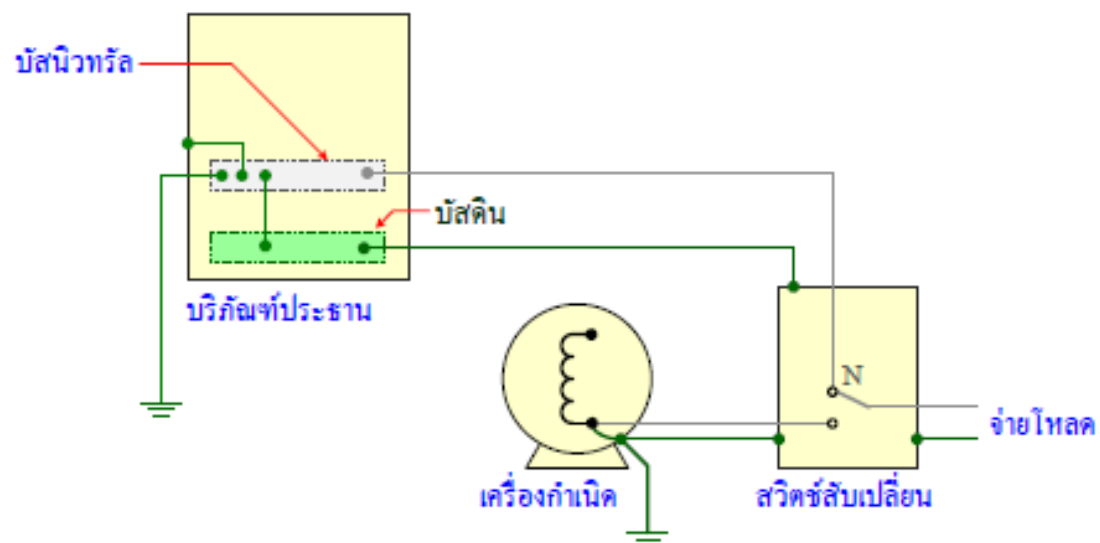 บัสนิวทรัล
บัสดิน
บริภัณฑ์ประธาน
N
จ่ายโหลด
เครื่องกำเนิด
สวิตช์สับเปลี่ยน